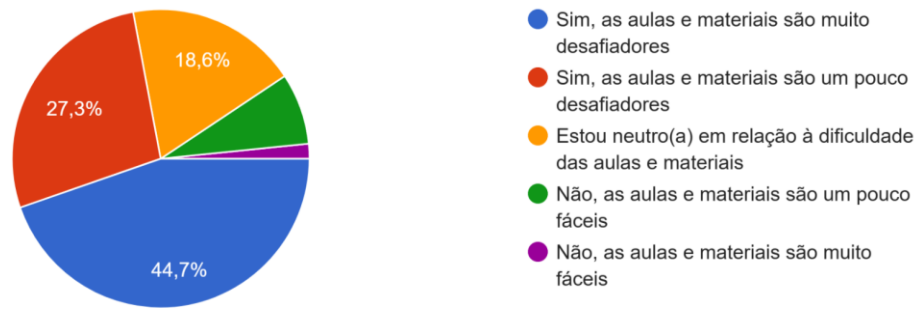 18,6%
27,3%
44,7%
Sim, as aulas e materiais são muito
desafiadores
Sim, as aulas e materiais são um pouco
desafiadores
Estou neutro(a) em relação à dificuldade
das aulas e materiais
Não, as aulas e materiais são um pouco
fáceis
Não, as aulas e materiais são muito
fáceis